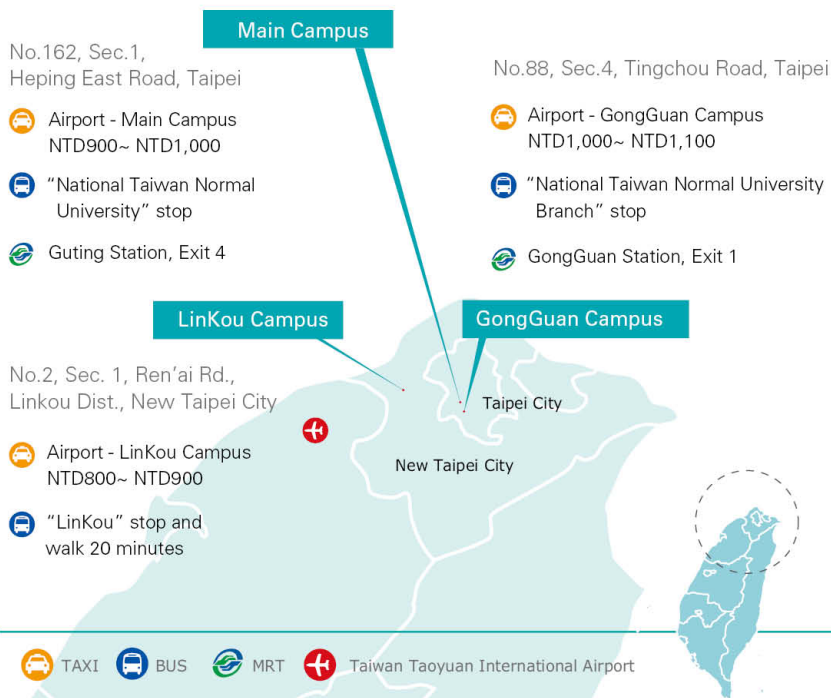 Main Campus
No.162, Sec.1,
Heping East Road, Taipei
Airport - Main Campus
NTD900~ NTD1,000
“National Taiwan Normal
University” stop
Guting Station, Exit 4
No.88, Sec.4, Tingchou Road, Taipei
Airport - GongGuan Campus
NTD1,000~ NTD1,100
“National Taiwan Normal University
Branch” stop
GongGuan Station, Exit 1
LinKou Campus
GongGuan Campus
No.2, Sec. 1, Ren’ai Rd.,
Linkou Dist., New Taipei City
Airport - LinKou Campus
NTD800~ NTD900
“LinKou” stop and
walk 20 minutes
Taipei City
New Taipei City
TAXI
BUS
MRT
Taiwan Taoyuan International Airport